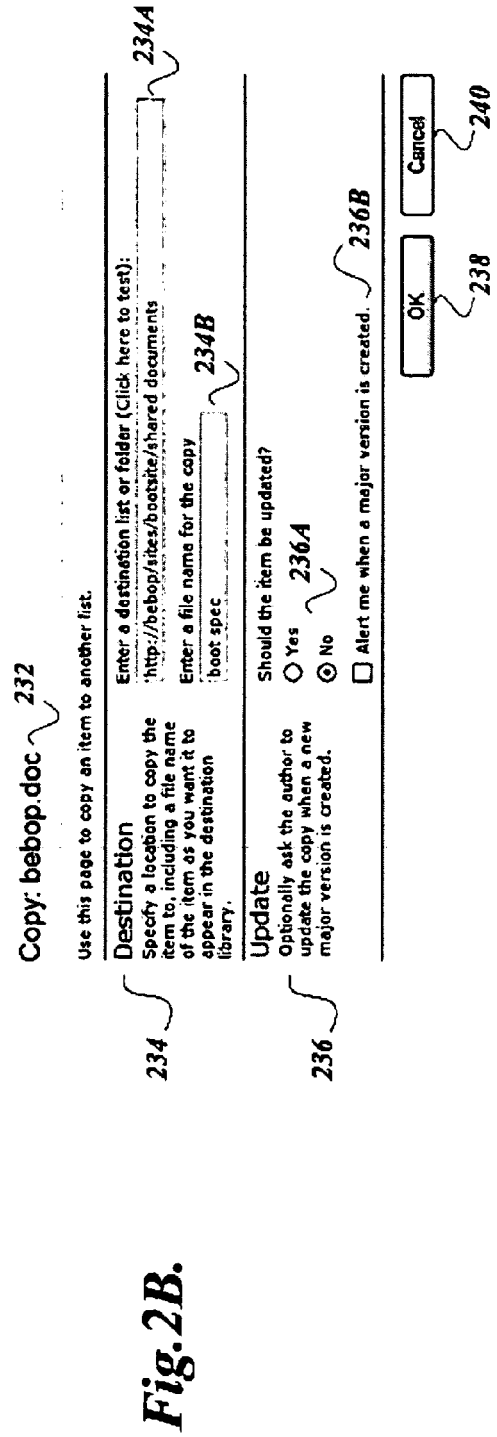 Copy: bebop.doc 232
Use this page to copy an item to another list.
234
Destination
Specify a location to copy the
item to, including a file name
of the item as you want it to
appear in the destination
library.
Enter a destination list or folder (Click here to test):
http://bebop/sites/bootsite/shared documents
234A
Enter a file name for the copy
boot spec
234B
236
Update
Optionally ask the author to
update the copy when a new
major version is created.
Should the item be updated?
Yes
No
236A
Alert me when a major version is created.
236B
OK
Cancel
238
240
Fig.2B.